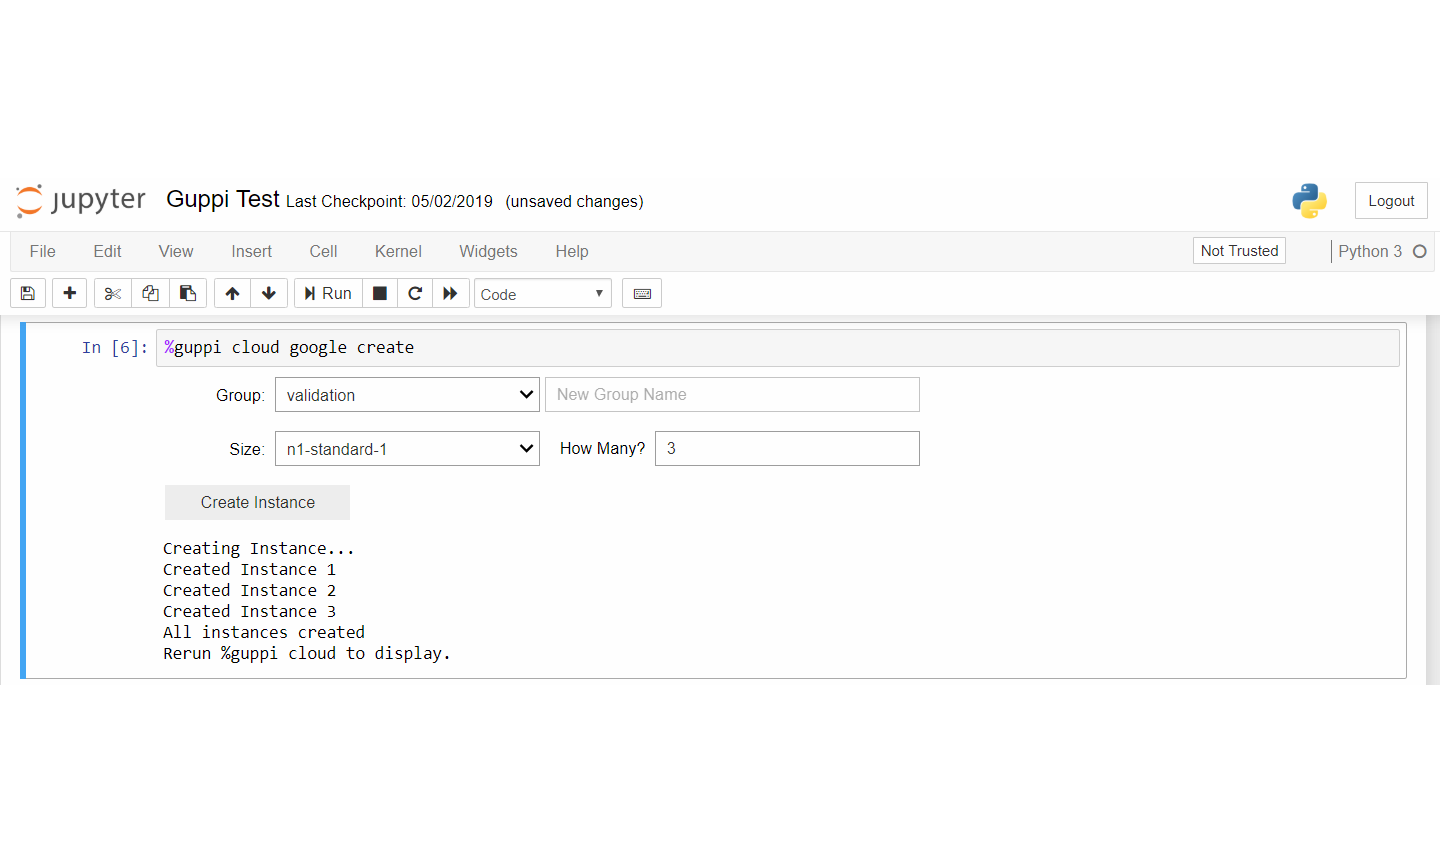 jupyter Guppi Test Last Checkpoint: 05/02/2019 (unsaved changes) Logout
File Edit View Insert Cell Kernel Widgets Help Not Trusted Python 3
Run Code
In [6]: %guppi cloud google create
Group: validation New Group Name
Size: n1-standard-1 How Many? 3
Create Instance
Creating Instance...
Created Instance 1
Created Instance 2
Created Instance 3
All instances created
Rerun %guppi cloud to display.